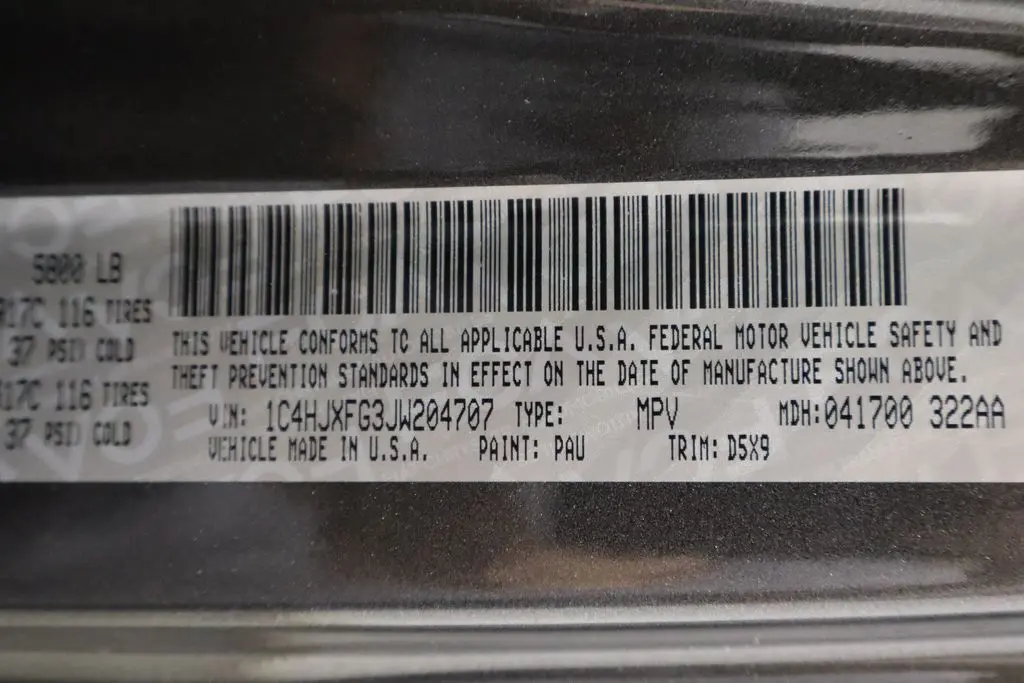 5800 LB
R17C 116 TIRES
37 PSI) COLD
R17C 116 TIRES
37 PSI) COLD
THIS VEHICLE CONFORMS TO ALL APPLICABLE U.S.A. FEDERAL MOTOR VEHICLE SAFETY AND
THEFT PREVENTION STANDARDS IN EFFECT ON THE DATE OF MANUFACTURE SHOWN ABOVE.
VIN: 1C4HJXFG3JW204707 TYPE: MPV MDH:041700 322AA
VEHICLE MADE IN U.S.A. PAINT: PAU TRIM: D5X9